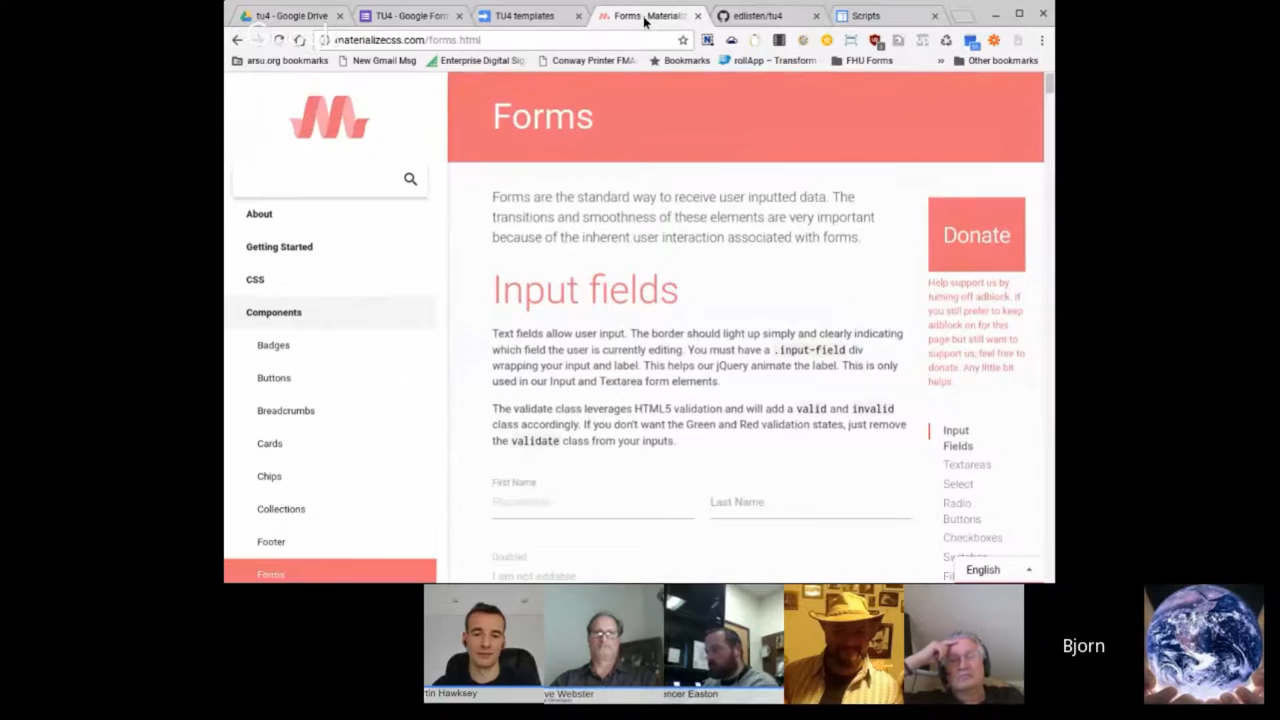 tu4 - Google Drive
TU4 - Google Forn
TU4 templates
Forms - Materializ
edlisten/tu4
Scripts
materializecss.com/forms.html
arsu.org bookmarks
New Gmail Msg
Enterprise Digital Sig
Conway Printer FMA
Bookmarks
rollApp – Transform
FHU Forms
»
Other bookmarks
Forms
Forms are the standard way to receive user inputted data. The
transitions and smoothness of these elements are very important
because of the inherent user interaction associated with forms.
Input fields
Text fields allow user input. The border should light up simply and clearly indicating
which field the user is currently editing. You must have a .input-field div
wrapping your input and label. This helps our jQuery animate the label. This is only
used in our Input and Textarea form elements.
The validate class leverages HTML5 validation and will add a valid and invalid
class accordingly. If you don't want the Green and Red validation states, just remove
the validate class from your inputs.
First Name
Placeholder
Last Name
Disabled
I am not editable
About
Getting Started
CSS
Components
Badges
Buttons
Breadcrumbs
Cards
Chips
Collections
Footer
Forms
Donate
Help support us by
turning off adblock. If
you still prefer to keep
adblock on for this
page but still want to
support us, feel free to
donate. Any little bit
helps.
Input
Fields
Textareas
Select
Radio
Buttons
Checkboxes
English
tin Hawksey
ve Webster
encer Easton
Bjorn